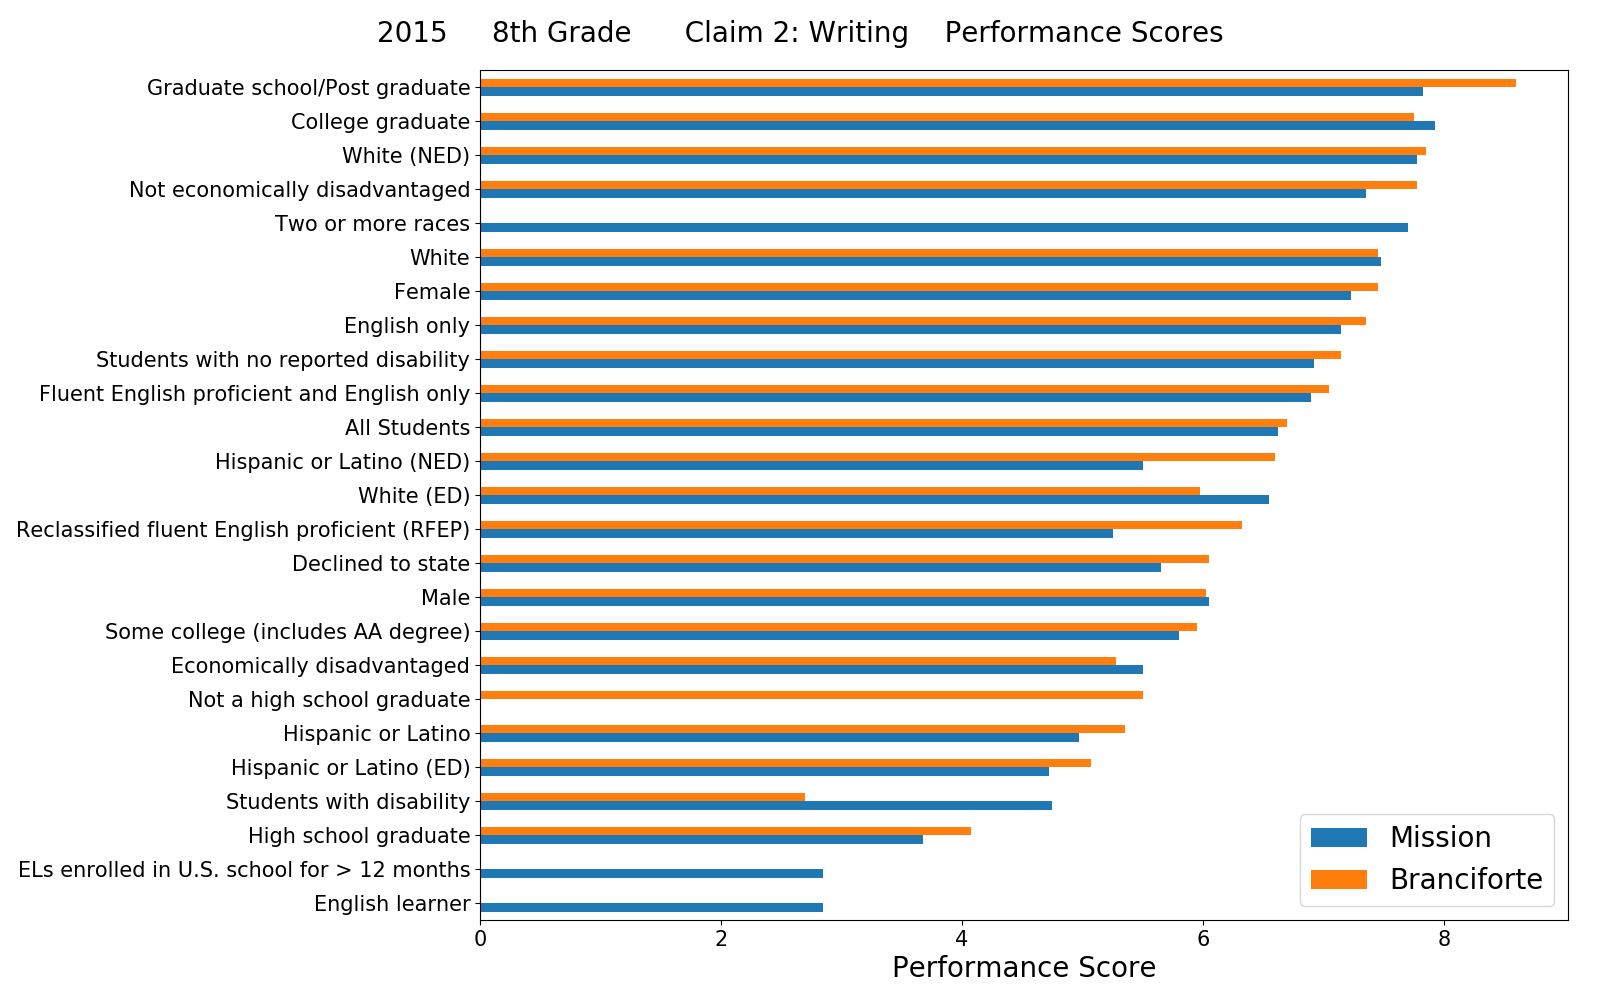 2015 8th Grade Claim 2: Writing Performance Scores
Graduate school/Post graduate
College graduate
White (NED)
Not economically disadvantaged
Two or more races
White
Female
English only
Students with no reported disability
Fluent English proficient and English only
All Students
Hispanic or Latino (NED)
White (ED)
Reclassified fluent English proficient (RFEP)
Declined to state
Male
Some college (includes AA degree)
Economically disadvantaged
Not a high school graduate
Hispanic or Latino
Hispanic or Latino (ED)
Students with disability
High school graduate
ELs enrolled in U.S. school for > 12 months
English learner
Mission
Branciforte
0 2 4 6 8
Performance Score